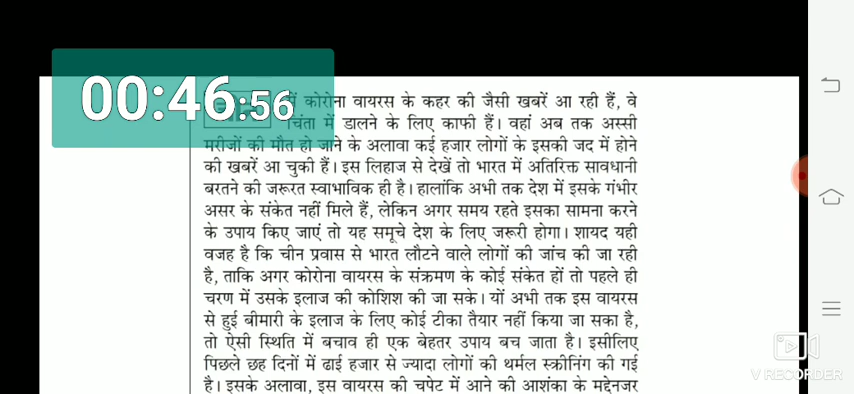 00:46:56
में कोरोना वायरस के कहर की जैसी खबरें आ रही हैं, वे
चिंता में डालने के लिए काफी हैं। वहां अब तक अस्सी
मरीजों की मौत हो जाने के अलावा कई हजार लोगों के इसकी जद में होने
की खबरें आ चुकी हैं। इस लिहाज से देखें तो भारत में अतिरिक्त सावधानी
बरतने की जरूरत स्वाभाविक ही है। हालांकि अभी तक देश में इसके गंभीर
असर के संकेत नहीं मिले हैं, लेकिन अगर समय रहते इसका सामना करने
के उपाय किए जाएं तो यह समूचे देश के लिए जरूरी होगा। शायद यही
वजह है कि चीन प्रवास से भारत लौटने वाले लोगों की जांच की जा रही
है, ताकि अगर कोरोना वायरस के संक्रमण के कोई संकेत हों तो पहले ही
चरण में उसके इलाज की कोशिश की जा सके। यों अभी तक इस वायरस
से हुई बीमारी के इलाज के लिए कोई टीका तैयार नहीं किया जा सका है,
तो ऐसी स्थिति में बचाव ही एक बेहतर उपाय बच जाता है। इसीलिए
पिछले छह दिनों में ढाई हजार से ज्यादा लोगों की थर्मल स्क्रीनिंग की गई
है। इसके अलावा, इस वायरस की चपेट में आने की आशंका के मद्देनजर
V RECORDER